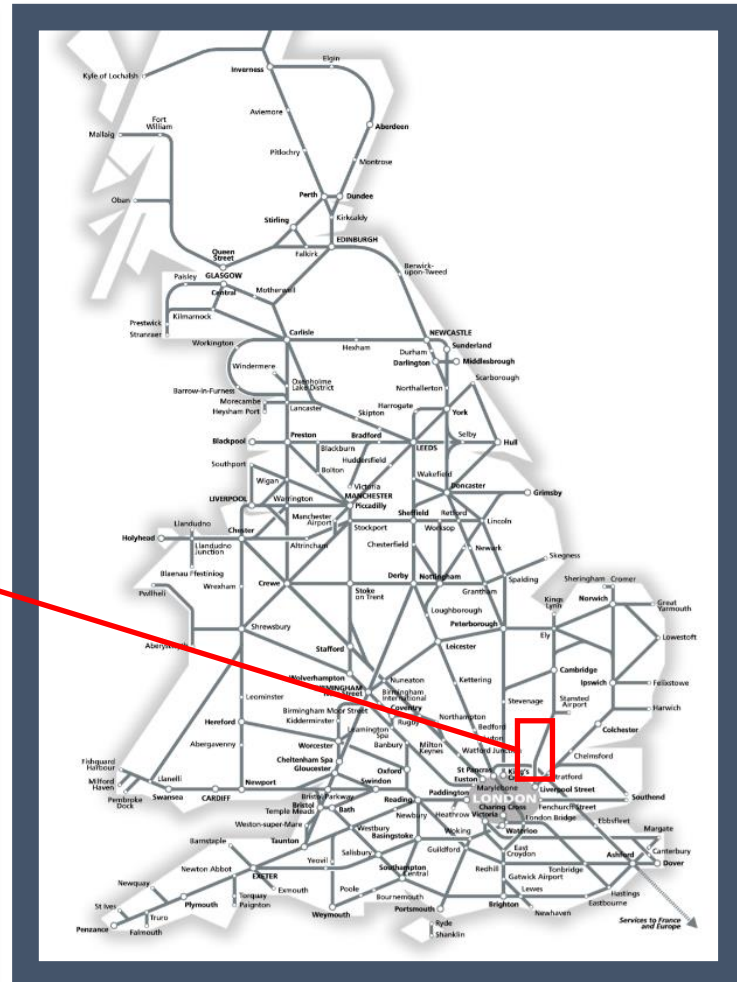 Elgin
Kyle of Lochalsh
Inverness
Aviemore
Fort
William
Aberdeen
Mallaig
Pitlochry
Montrose
Oban
Perth
Dundee
Stirling
Kirkcaldy
EDINBURGH
Queen
Street
Falkirk
Berwick-
upon-Tweed
Paisley
GLASGOW
Central
Motherwell
Prestwick
Kilmarnock
Stranraer
Carlisle
NEWCASTLE
Workington
Hexham
Sunderland
Durham
Darlington
Middlesbrough
Windermere
Scarborough
Oxenholme
Lake District
Barrow-in-Furness
Northallerton
Morecambe
Heysham Port
Lancaster
Harrogate
York
Skipton
Blackpool
Preston
Bradford
Selby
Hull
Blackburn
LEEDS
Southport
Huddersfield
Bolton
Wakefield
Wigan
Victoria
Doncaster
LIVERPOOL
Warrington
MANCHESTER
Piccadilly
Grimsby
Manchester
Airport
Sheffield
Retford
Lincoln
Llandudno
Chester
Stockport
Worksop
Holyhead
Llandudno
Junction
Altrincham
Chesterfield
Newark
Skegness
Blaenau Ffestiniog
Crewe
Derby
Nottingham
Spalding
Sheringham
Cromer
Pwllheli
Wrexham
Stoke
on Trent
Grantham
Kings
Lynn
Norwich
Great
Yarmouth
Loughborough
Shrewsbury
Peterborough
Ely
Lowestoft
Aberystwyth
Stafford
Leicester
Wolverhampton
Nuneaton
Kettering
Cambridge
BIRMINGHAM
Street
Birmingham
International
Ipswich
Felixstowe
Leominster
Birmingham Moor Street
Coventry
Stevenage
Stansted
Airport
Kidderminster
Rugby
Northampton
Harwich
Hereford
Leamington
Spa
Bedford
Colchester
Worcester
Banbury
Milton
Keynes
Luton
Abergavenny
Watford Junction
Chelmsford
Fishguard
Harbour
Cheltenham Spa
Gloucester
Oxford
St Pancras
King's
Stratford
Llanelli
Newport
Swindon
Euston
Milford
Haven
Marylebone
Liverpool Street
Pembroke
Dock
Swansea
CARDIFF
Bristol Parkway
Reading
Paddington
LONDON
Southend
Bristol
Temple Meads
Bath
Newbury
Heathrow
Charing Cross
Fenchurch Street
Victoria
London Bridge
Ebbsfleet
Weston-super-Mare
Westbury
Basingstoke
Woking
Waterloo
Margate
Barnstaple
Taunton
Salisbury
Guildford
East
Croydon
Canterbury
Newton Abbot
Yeovil
Southampton
Central
Redhill
Tonbridge
Ashford
Dover
EXETER
Gatwick Airport
Newquay
Exmouth
Poole
Lewes
Hastings
St Ives
Plymouth
Torquay
Paignton
Bournemouth
Eastbourne
Truro
Weymouth
Portsmouth
Brighton
Newhaven
Penzance
Falmouth
Ryde
Shanklin
Services to France
and Europe